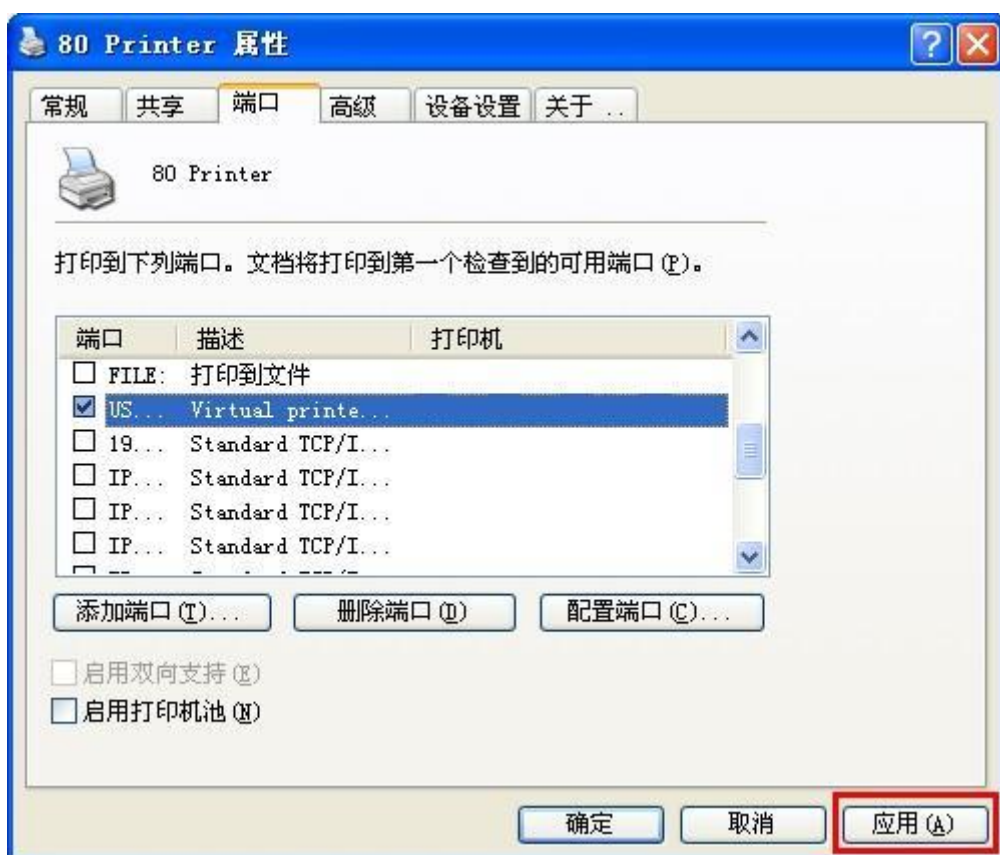 80 Printer 属性
常规 共享 端口 高级 设备设置 关于 ..
80 Printer
打印到下列端口。文档将打印到第一个检查到的可用端口(P)。
端口 描述 打印机
FILE: 打印到文件
US... Virtual printe...
19... Standard TCP/I...
IP... Standard TCP/I...
IP... Standard TCP/I...
IP... Standard TCP/I...
添加端口(T)... 删除端口(D) 配置端口(C)...
启用双向支持(E)
启用打印机池(N)
确定 取消 应用(A)